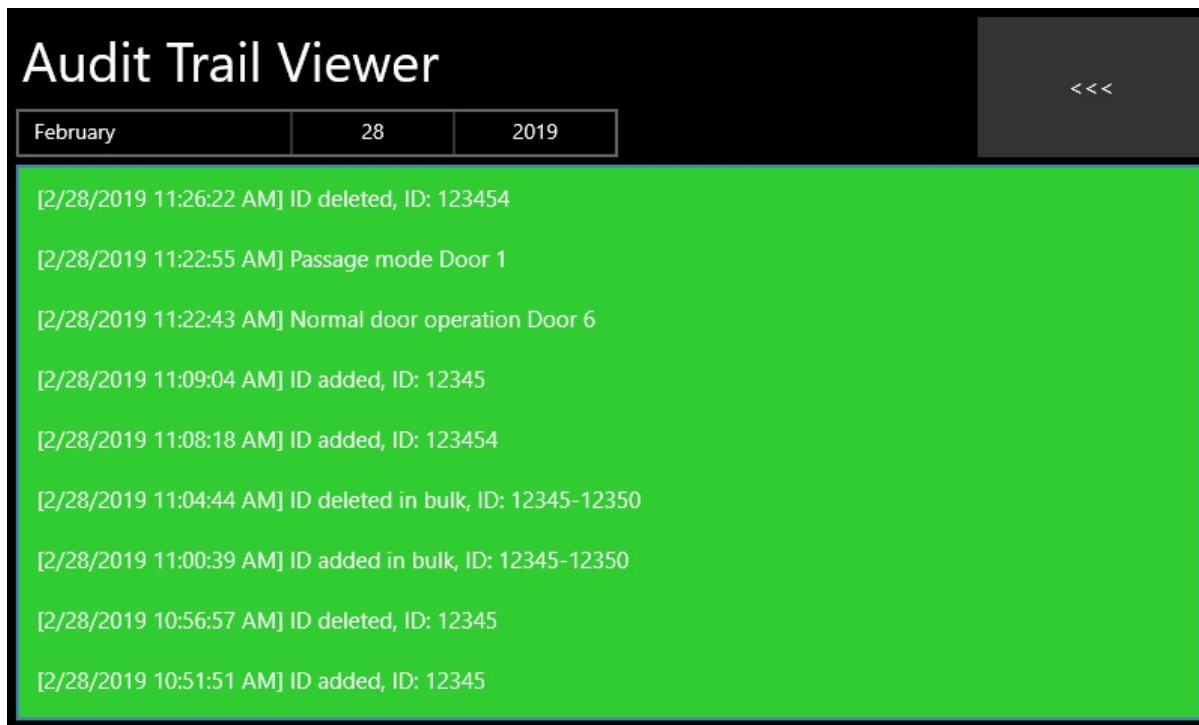 Audit Trail Viewer
<<<
February 28 2019
[2/28/2019 11:26:22 AM] ID deleted, ID: 123454
[2/28/2019 11:22:55 AM] Passage mode Door 1
[2/28/2019 11:22:43 AM] Normal door operation Door 6
[2/28/2019 11:09:04 AM] ID added, ID: 12345
[2/28/2019 11:08:18 AM] ID added, ID: 123454
[2/28/2019 11:04:44 AM] ID deleted in bulk, ID: 12345-12350
[2/28/2019 11:00:39 AM] ID added in bulk, ID: 12345-12350
[2/28/2019 10:56:57 AM] ID deleted, ID: 12345
[2/28/2019 10:51:51 AM] ID added, ID: 12345